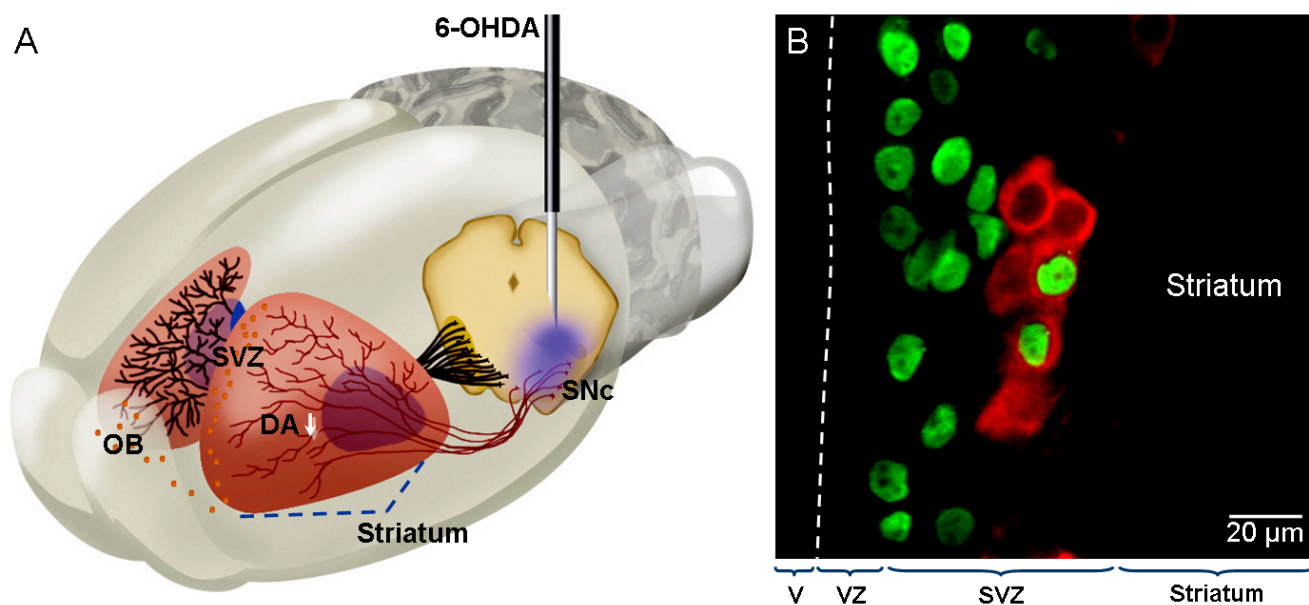 A
6-OHDA
SVZ
SNc
DA
OB
Striatum
B
Striatum
20 µm
V VZ SVZ Striatum